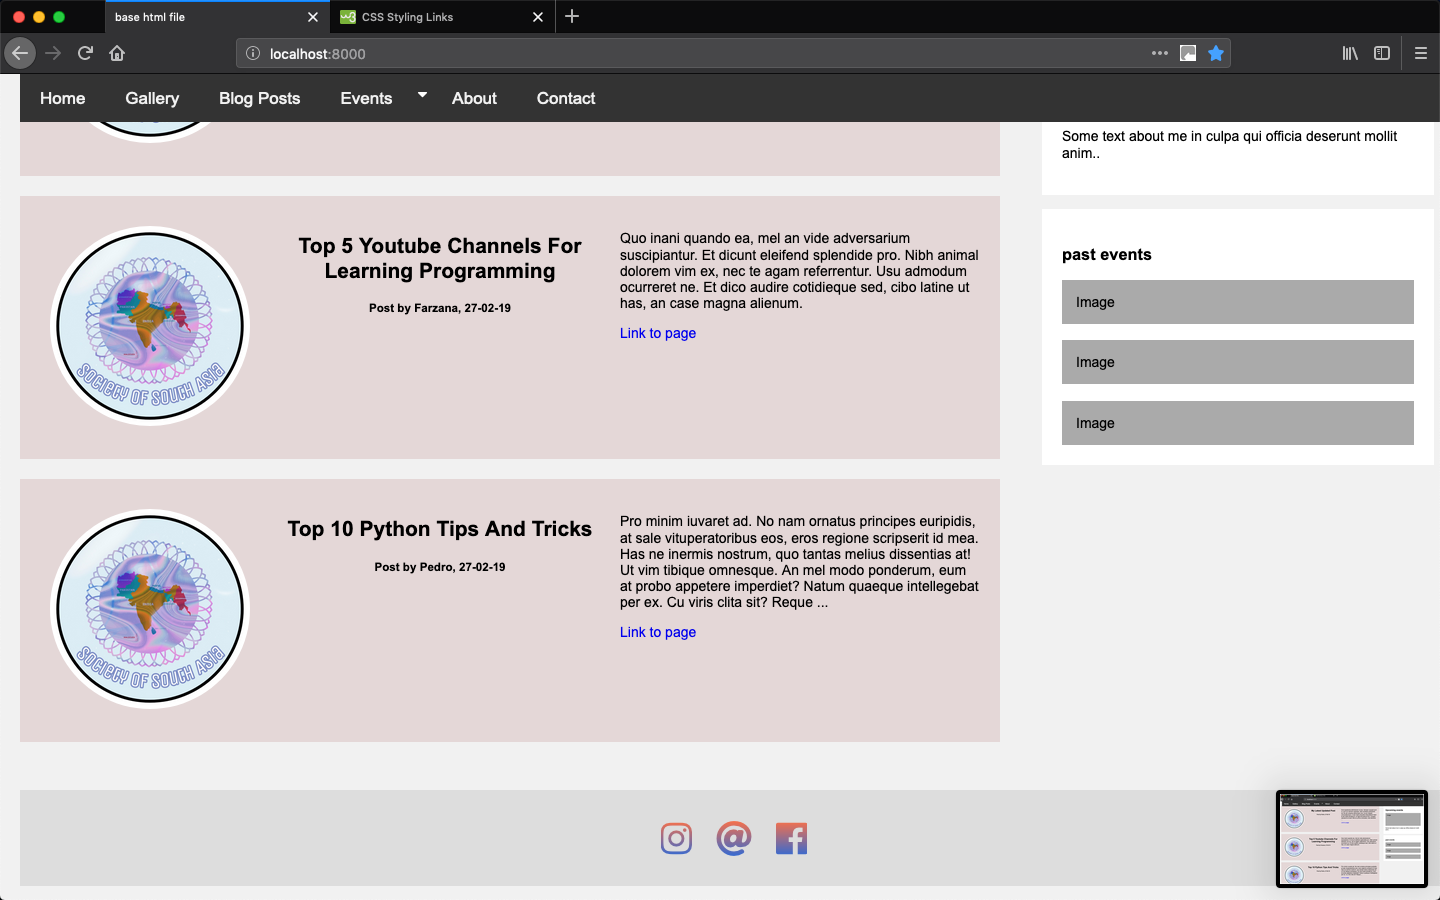 base html file
CSS Styling Links
localhost:8000
Home Gallery Blog Posts Events About Contact
Some text about me in culpa qui officia deserunt mollit
anim..
Top 5 Youtube Channels For
Learning Programming
Post by Farzana, 27-02-19
Quo inani quando ea, mel an vide adversarium
suscipiantur. Et dicunt eleifend splendide pro. Nibh animal
dolorem vim ex, nec te agam referrentur. Usu admodum
ocurreret ne. Et dico audire cotidieque sed, cibo latine ut
has, an case magna alienum.
Link to page
SOCIETY OF SOUTH ASIA
past events
Image
Image
Image
Top 10 Python Tips And Tricks
Post by Pedro, 27-02-19
Pro minim iuvaret ad. No nam ornatus principes euripidis,
at sale vituperatoribus eos, eros regione scripserit id mea.
Has ne inermis nostrum, quo tantas melius dissentias at!
Ut vim tibique omnesque. An mel modo ponderum, eum
at probo appetere imperdiet? Natum quaeque intellegebat
per ex. Cu viris clita sit? Reque ...
Link to page
SOCIETY OF SOUTH ASIA